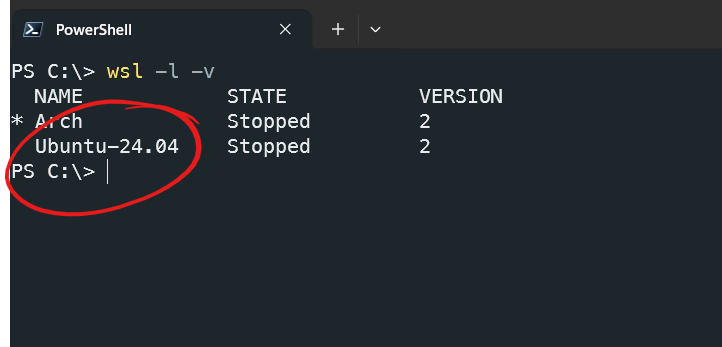 PowerShell
PS C:\> wsl -l -v
  NAME            STATE           VERSION
* Arch            Stopped         2
  Ubuntu-24.04    Stopped         2
PS C:\>